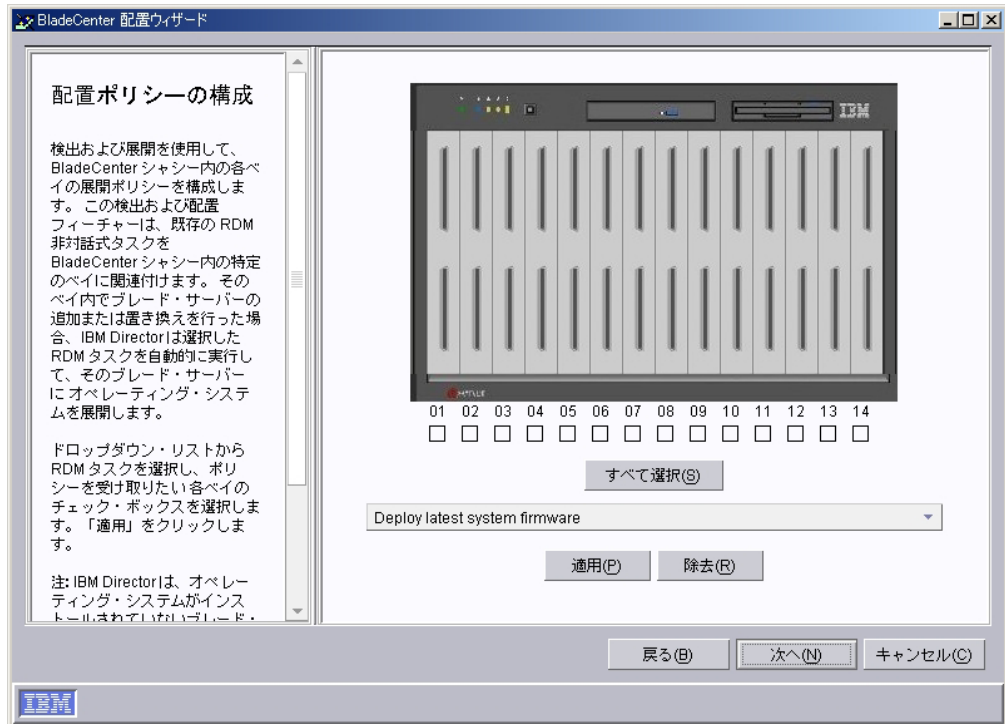 BladeCenter 配置ウィザード
配置ポリシーの構成
検出および展開を使用して、
BladeCenter シャシー内の各ベ
イの展開ポリシーを構成しま
す。 この検出および配置
フィーチャーは、既存の RDM
非対話式タスクを
BladeCenter シャシー内の特定
のベイに関連付けます。 その
ベイ内でブレード・サーバーの
追加または置き換えを行った場
合、IBM Directorは選択した
RDM タスクを自動的に実行し
て、そのブレード・サーバー
に オペレーティング・システ
ムを展開します。
ドロップダウン・リストから
RDM タスクを選択し、ポリ
シーを受け取りたい 各ベイの
チェック・ボックスを選択しま
す。「適用」をクリックしま
す。
注: IBM Directorは、オペレー
ティング・システムがインス
トールされていないブレード・
IBM
01 02 03 04 05 06 07 08 09 10 11 12 13 14
すべて選択(S)
Deploy latest system firmware
適用(P) 除去(R)
戻る(B) 次へ(N) キャンセル(C)
IBM